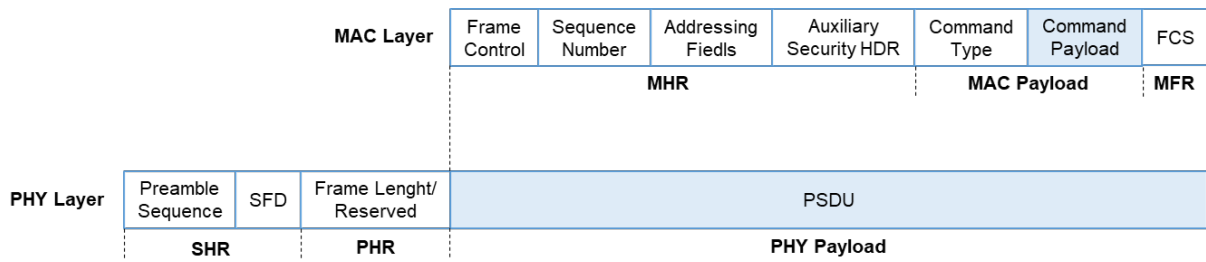 MAC Layer
Frame
Control
Sequence
Number
Addressing
Fiedls
Auxiliary
Security HDR
Command
Type
Command
Payload
FCS
MHR
MAC Payload
MFR
PHY Layer
Preamble
Sequence
SFD
Frame Lenght/
Reserved
PSDU
SHR
PHR
PHY Payload